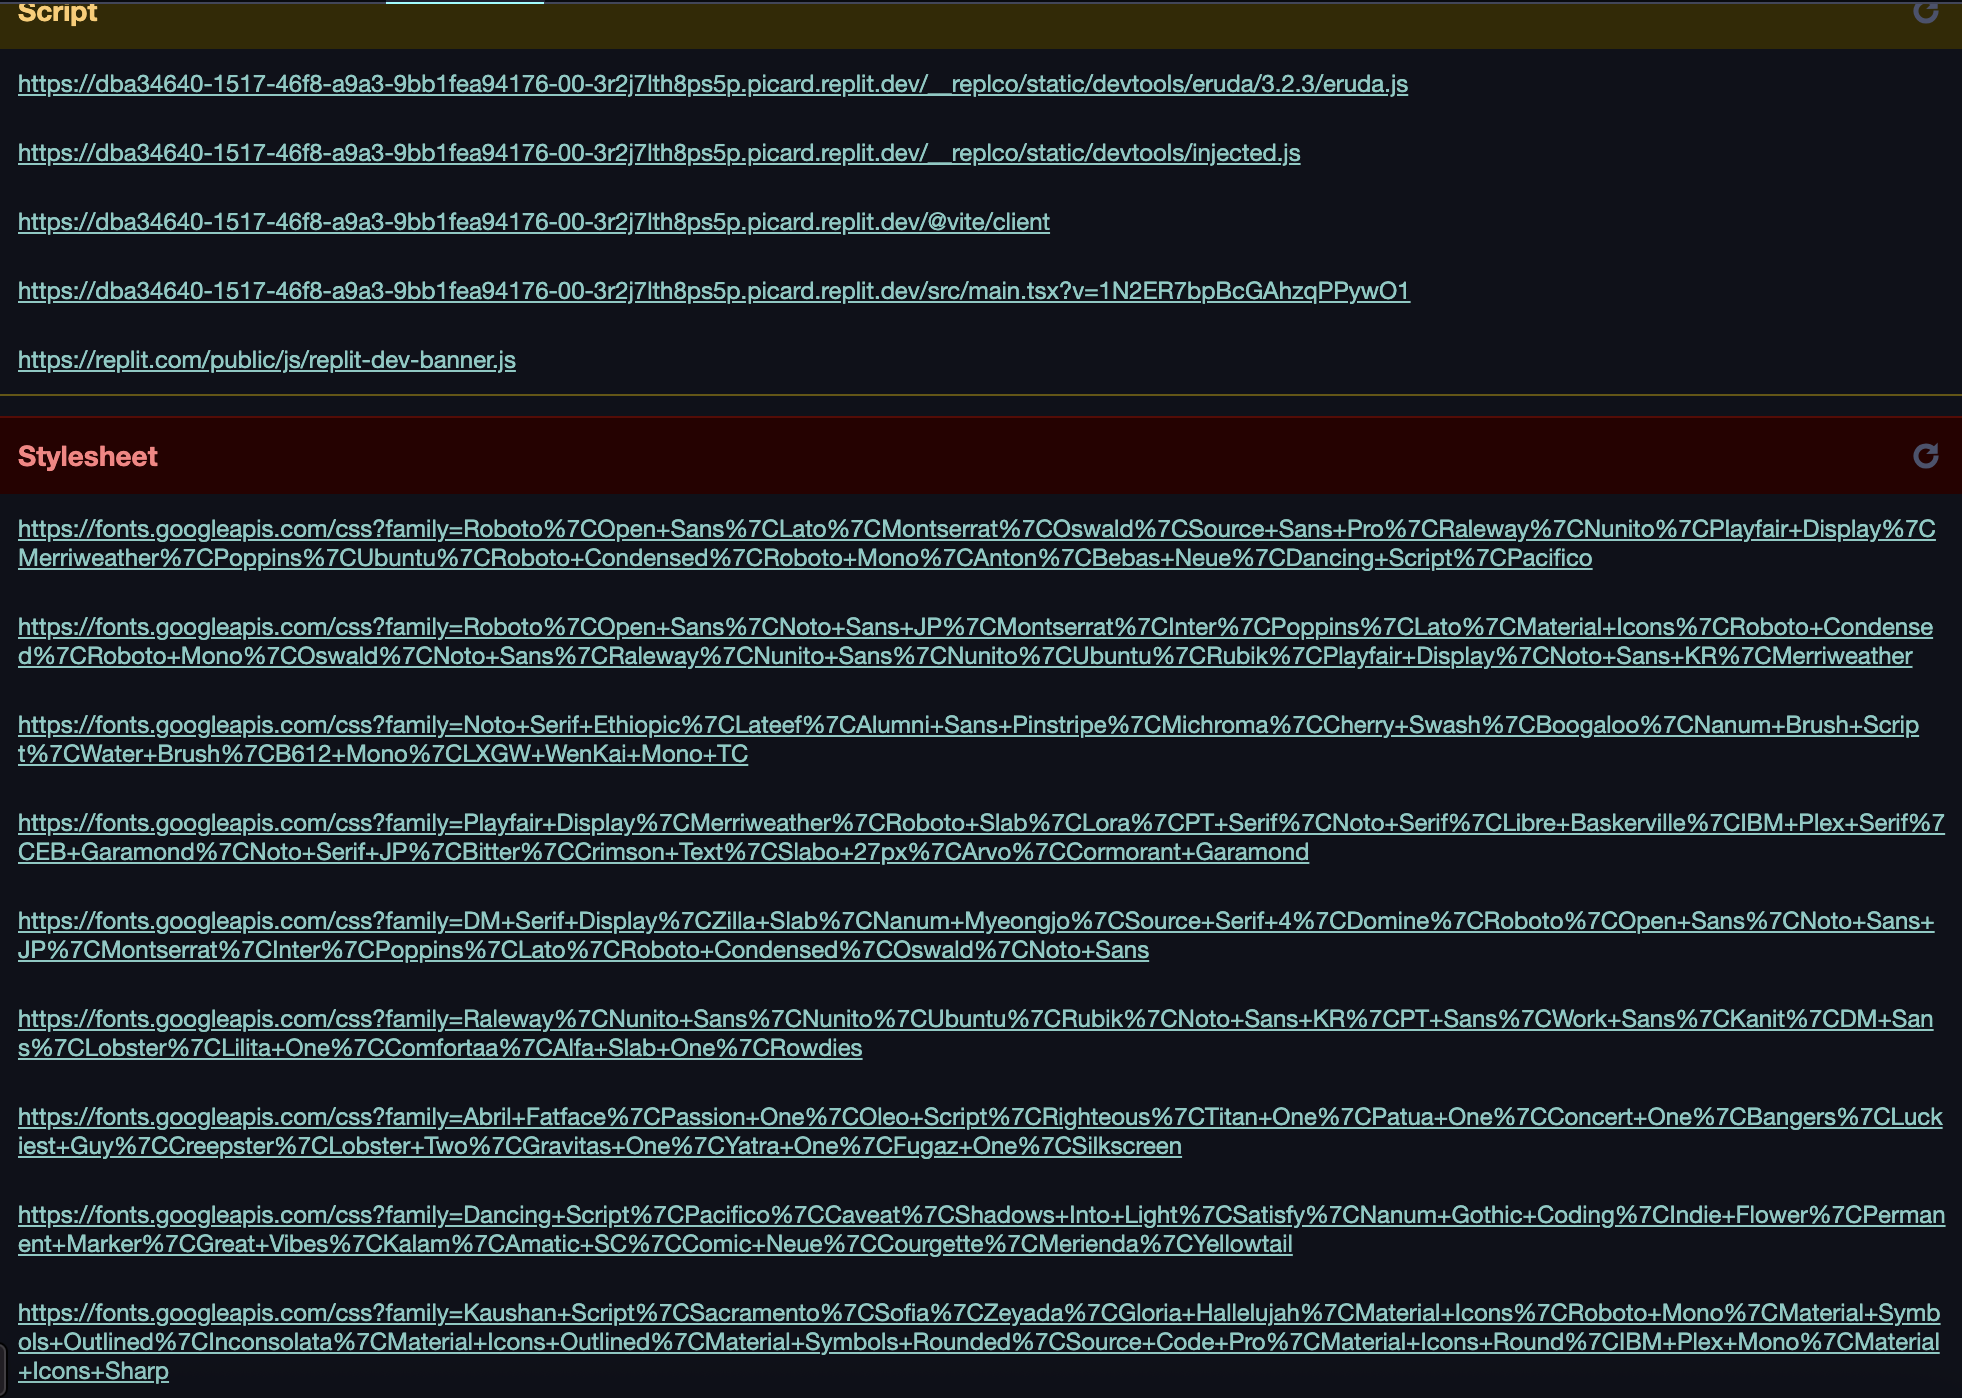 Script
https://dba34640-1517-46f8-a9a3-9bb1fea94176-00-3r2j7lth8ps5p.picard.replit.dev/__replco/static/devtools/eruda/3.2.3/eruda.js
https://dba34640-1517-46f8-a9a3-9bb1fea94176-00-3r2j7lth8ps5p.picard.replit.dev/__replco/static/devtools/injected.js
https://dba34640-1517-46f8-a9a3-9bb1fea94176-00-3r2j7lth8ps5p.picard.replit.dev/@vite/client
https://dba34640-1517-46f8-a9a3-9bb1fea94176-00-3r2j7lth8ps5p.picard.replit.dev/src/main.tsx?v=1N2ER7bpBcGAhzqPPywO1
https://replit.com/public/js/replit-dev-banner.js
Stylesheet
https://fonts.googleapis.com/css?family=Roboto%7COpen+Sans%7CLato%7CMontserrat%7COswald%7CSource+Sans+Pro%7CRaleway%7CNunito%7CPlayfair+Display%7C
Merriweather%7CPoppins%7CUbuntu%7CRoboto+Condensed%7CRoboto+Mono%7CAnton%7CBebas+Neue%7CDancing+Script%7CPacifico
https://fonts.googleapis.com/css?family=Roboto%7COpen+Sans%7CNoto+Sans+JP%7CMontserrat%7CInter%7CPoppins%7CLato%7CMaterial+Icons%7CRoboto+Condense
d%7CRoboto+Mono%7COswald%7CNoto+Sans%7CRaleway%7CNunito+Sans%7CNunito%7CUbuntu%7CRubik%7CPlayfair+Display%7CNoto+Sans+KR%7CMerriweather
https://fonts.googleapis.com/css?family=Noto+Serif+Ethiopic%7CLateef%7CAlumni+Sans+Pinstripe%7CMichroma%7CCherry+Swash%7CBoogaloo%7CNanum+Brush+Scrip
t%7CWater+Brush%7CB612+Mono%7CLXGW+WenKai+Mono+TC
https://fonts.googleapis.com/css?family=Playfair+Display%7CMerriweather%7CRoboto+Slab%7CLora%7CPT+Serif%7CNoto+Serif%7CLibre+Baskerville%7CIBM+Plex+Serif%7
CEB+Garamond%7CNoto+Serif+JP%7CBitter%7CCrimson+Text%7CSlabo+27px%7CArvo%7CCormorant+Garamond
https://fonts.googleapis.com/css?family=DM+Serif+Display%7CZilla+Slab%7CNanum+Myeongjo%7CSource+Serif+4%7CDomine%7CRoboto%7COpen+Sans%7CNoto+Sans+
JP%7CMontserrat%7CInter%7CPoppins%7CLato%7CRoboto+Condensed%7COswald%7CNoto+Sans
https://fonts.googleapis.com/css?family=Raleway%7CNunito+Sans%7CNunito%7CUbuntu%7CRubik%7CNoto+Sans+KR%7CPT+Sans%7CWork+Sans%7CKanit%7CDM+San
s%7CLobster%7CLilita+One%7CComfortaa%7CAlfa+Slab+One%7CRowdies
https://fonts.googleapis.com/css?family=Abril+Fatface%7CPassion+One%7COleo+Script%7CRighteous%7CTitan+One%7CPatua+One%7CConcert+One%7CBangers%7CLuck
iest+Guy%7CCreepster%7CLobster+Two%7CGravitas+One%7CYatra+One%7CFugaz+One%7CSilkscreen
https://fonts.googleapis.com/css?family=Dancing+Script%7CPacifico%7CCaveat%7CShadows+Into+Light%7CSatisfy%7CNanum+Gothic+Coding%7CIndie+Flower%7CPerman
ent+Marker%7CGreat+Vibes%7CKalam%7CAmatic+SC%7CComic+Neue%7CCourgette%7CMerienda%7CYellowtail
https://fonts.googleapis.com/css?family=Kaushan+Script%7CSacramento%7CSofia%7CZeyada%7CGloria+Hallelujah%7CMaterial+Icons%7CRoboto+Mono%7CMaterial+Symb
ols+Outlined%7CInconsolata%7CMaterial+Icons+Outlined%7CMaterial+Symbols+Rounded%7CSource+Code+Pro%7CMaterial+Icons+Round%7CIBM+Plex+Mono%7CMaterial
+Icons+Sharp